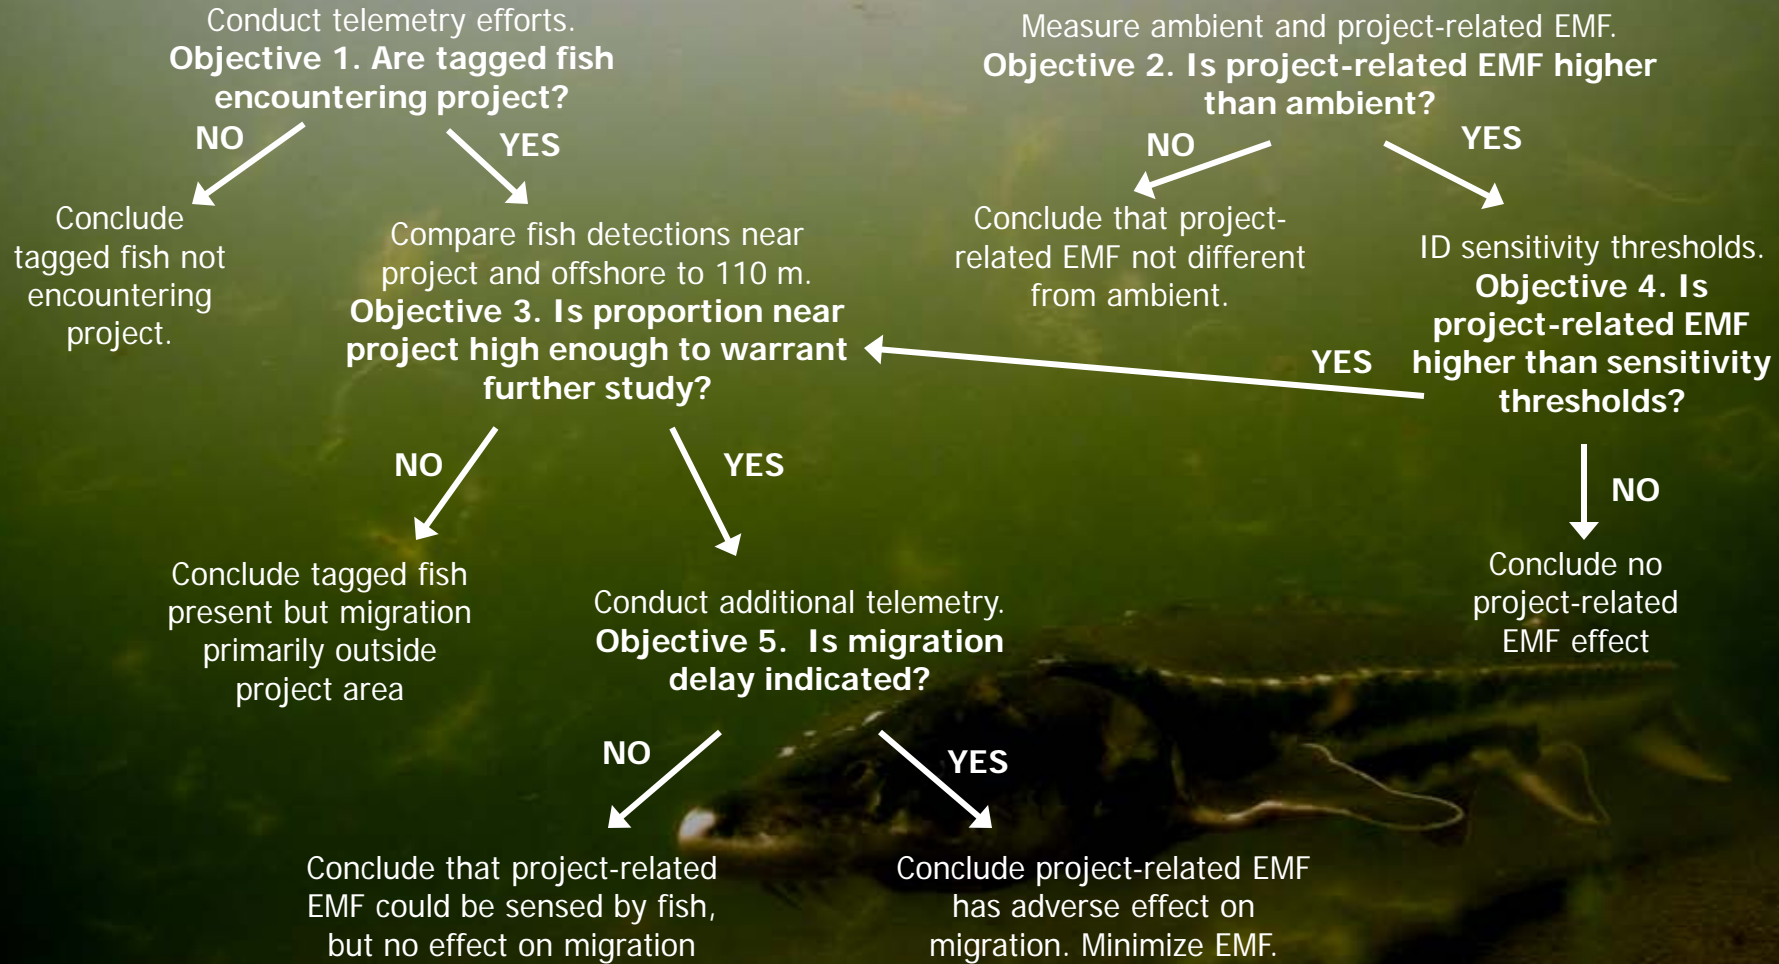 Conduct telemetry efforts.
Objective 1. Are tagged fish
encountering project?
NO
YES
Conclude
tagged fish not
encountering
project.
Compare fish detections near
project and offshore to 110 m.
Objective 3. Is proportion near
project high enough to warrant
further study?
NO
YES
Conclude tagged fish
present but migration
primarily outside
project area
Conduct additional telemetry.
Objective 5. Is migration
delay indicated?
NO
YES
Conclude that project-related
EMF could be sensed by fish,
but no effect on migration
Conclude project-related EMF
has adverse effect on
migration. Minimize EMF.
Measure ambient and project-related EMF.
Objective 2. Is project-related EMF higher
than ambient?
NO
YES
Conclude that project-
related EMF not different
from ambient.
ID sensitivity thresholds.
Objective 4. Is
project-related EMF
higher than sensitivity
thresholds?
YES
NO
Conclude no
project-related
EMF effect